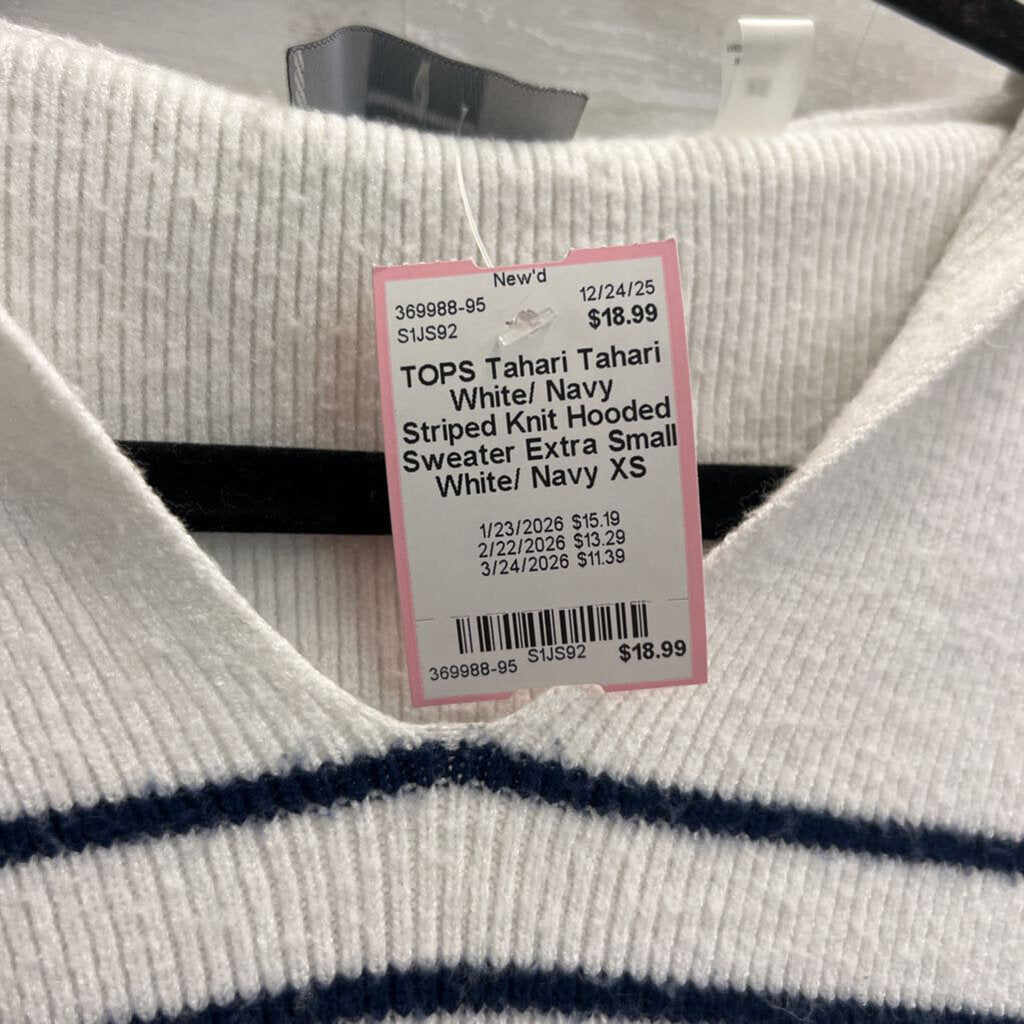 New'd
369988-95 12/24/25
S1JS92 $18.99
TOPS Tahari Tahari
White/ Navy
Striped Knit Hooded
Sweater Extra Small
White/ Navy XS
1/23/2026 $15.19
2/22/2026 $13.29
3/24/2026 $11.39
369988-95 S1JS92 $18.99